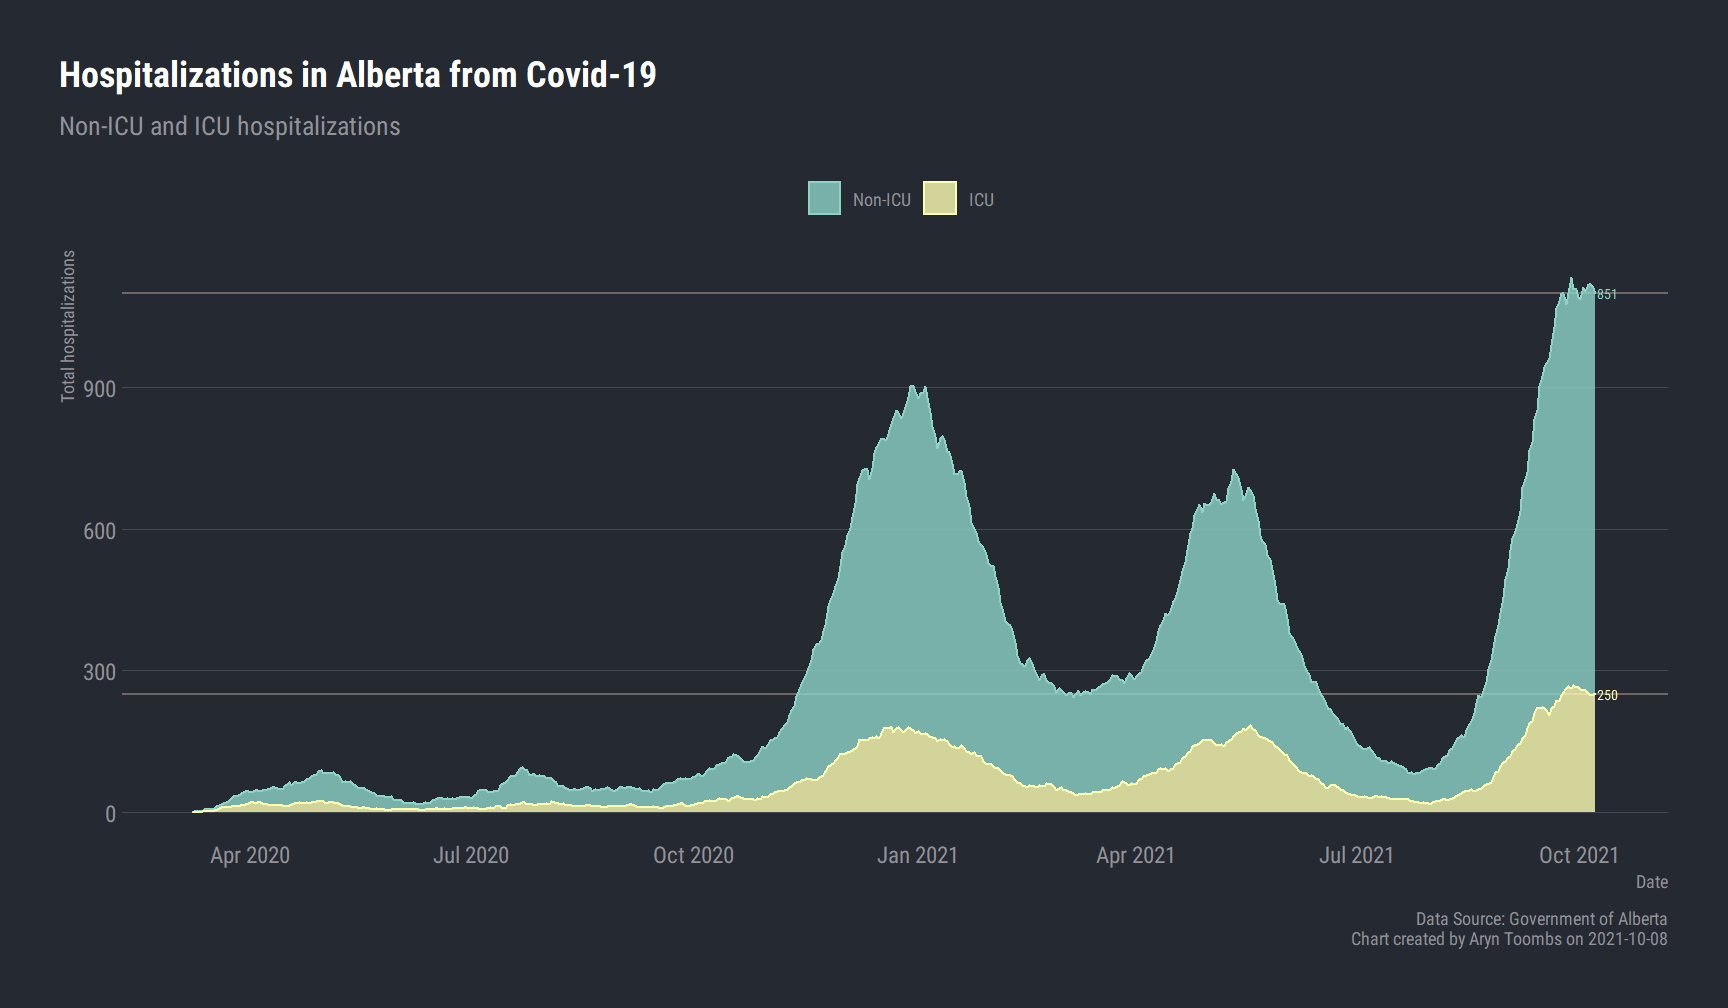 Hospitalizations in Alberta from Covid-19
Non-ICU and ICU hospitalizations
Non-ICU
ICU
Total hospitalizations
851
900
600
300
250
0
Apr 2020
Jul 2020
Oct 2020
Jan 2021
Apr 2021
Jul 2021
Oct 2021
Date
Data Source: Government of Alberta
Chart created by Aryn Toombs on 2021-10-08